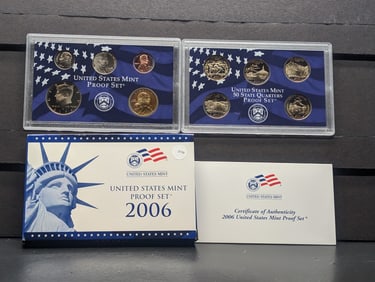 UNITED STATES MINT
PROOF SET
UNITED STATES MINT
50 STATE QUARTERS
PROOF SET
UNITED STATES MINT
UNITED STATES MINT
PROOF SET
2006
UNITED STATES MINT
Certificate of Authenticity
2006 United States Mint Proof Set